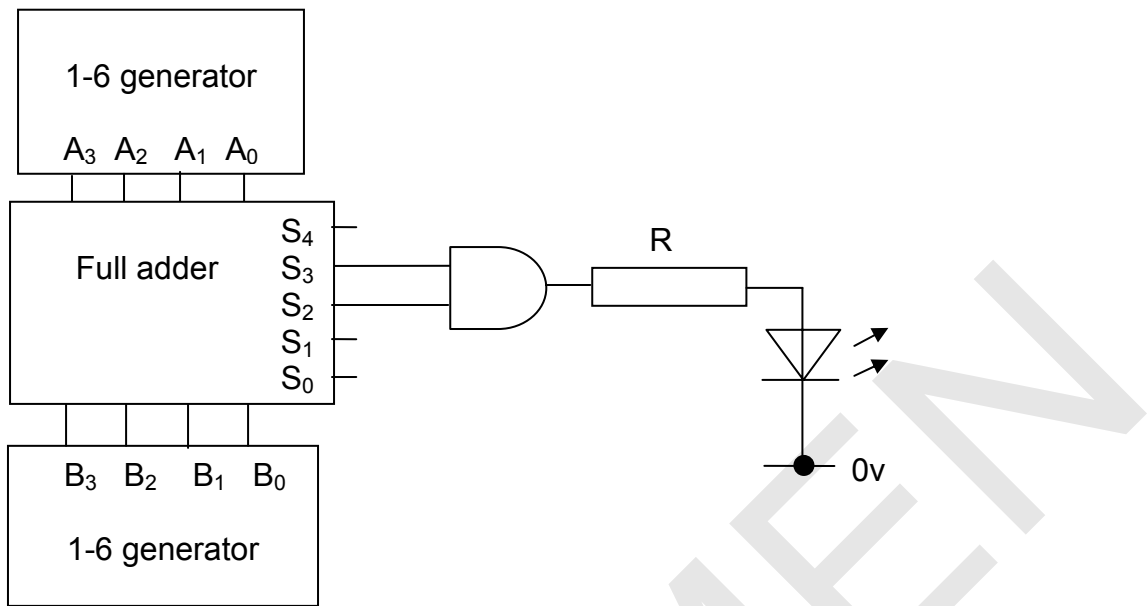 1-6 generator
A₃ A₂ A₁ A₀
S₄
Full adder
S₃
S₂
S₁
S₀
R
0v
B₃ B₂ B₁ B₀
1-6 generator